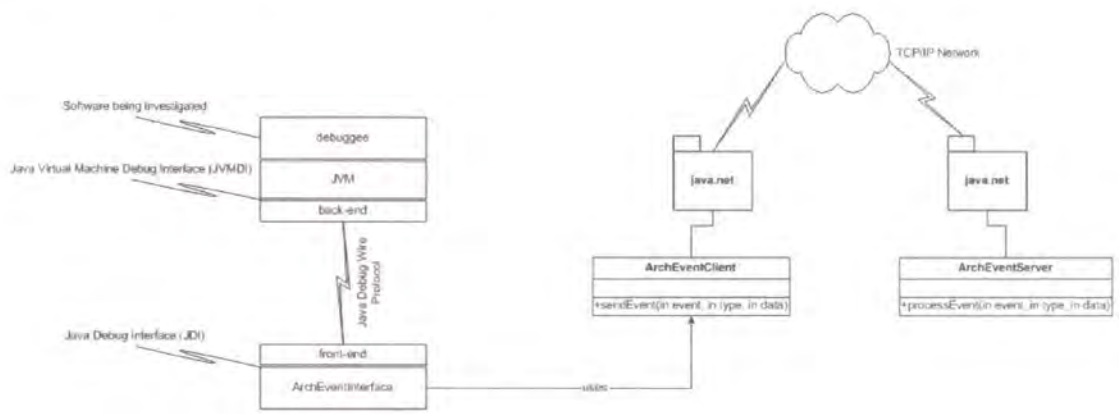 TCP/IP Network
Software being Investigated
debuggee
Java Virtual Machine Debug Interface (JVMDI)
JVM
back-end
java.net
java.net
Java Debug Wire
Protocol
ArchEventClient
+sendEvent(in event, in type, in data)
ArchEventServer
+processEvent(in event, in type, in data)
Java Debug Interface (JDI)
front-end
ArchEventInterface
uses